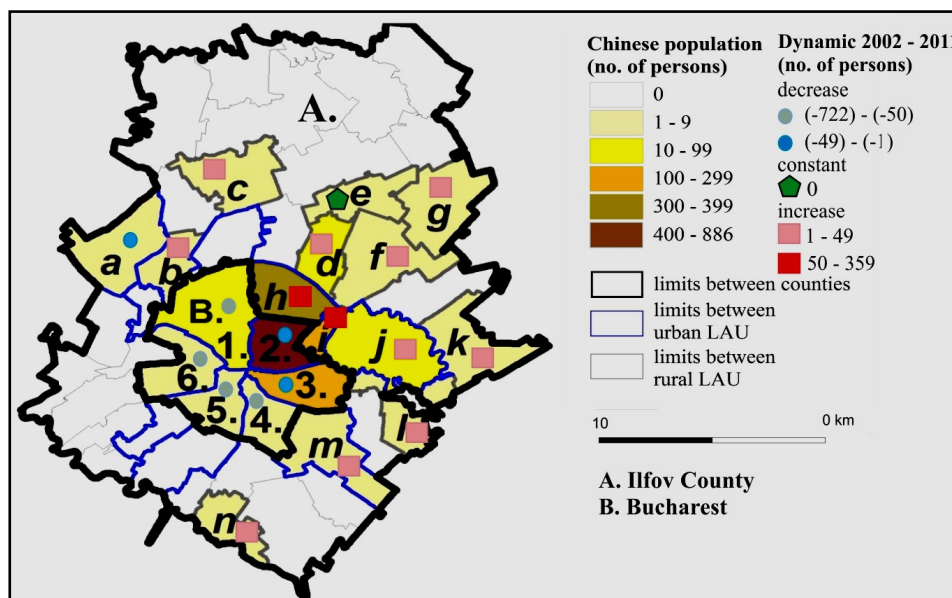 Chinese population
(no. of persons)
0
1 - 9
10 - 99
100 - 299
300 - 399
400 - 886
limits between counties
limits between
urban LAU
limits between
rural LAU
Dynamic 2002 - 2011
(no. of persons)
decrease
(-722) - (-50)
(-49) - (-1)
constant
0
increase
1 - 49
50 - 359
10
0 km
A. Ilfov County
B. Bucharest
A.
c
e
g
a
b
d
f
h
B.
i
1.
2.
j
k
6.
3.
5.
4.
l
m
n